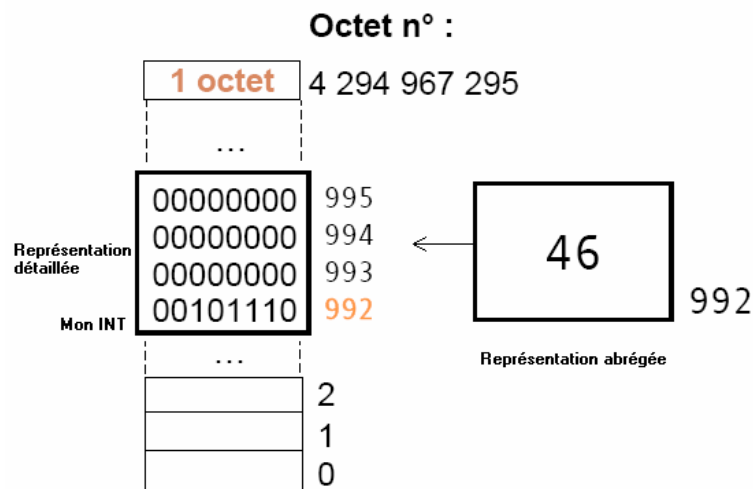 Octet n° :
1 octet 4 294 967 295
...
00000000 995
00000000 994
00000000 993
00101110 992
Représentation
détaillée
Mon INT
46
992
Représentation abrégée
...
2
1
0